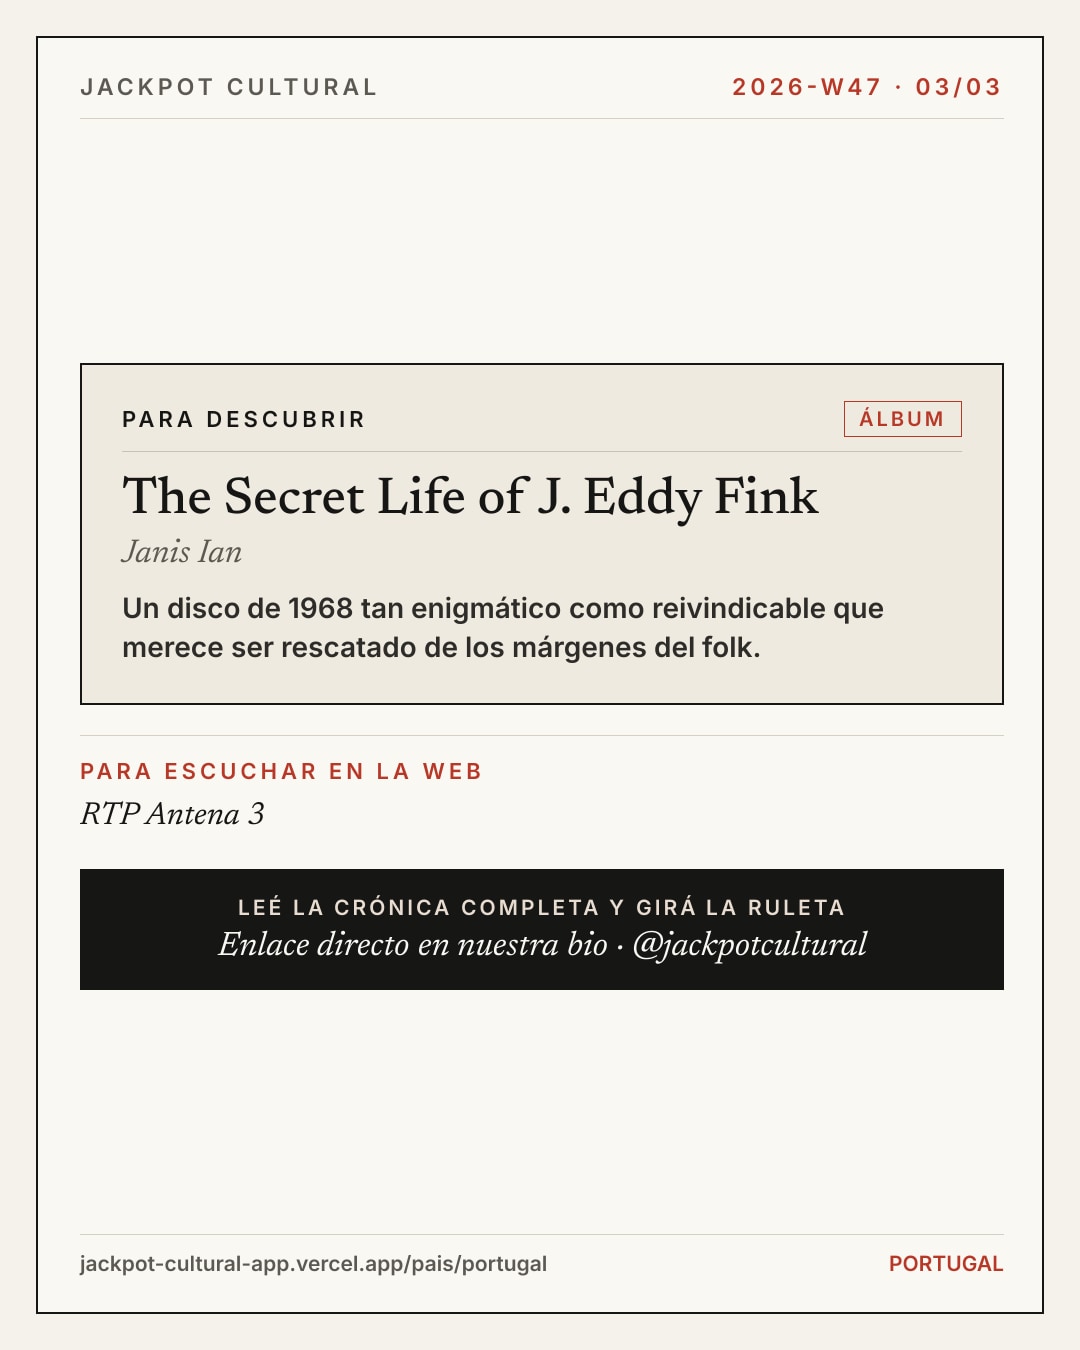 JACKPOT CULTURAL
2026-W47 · 03/03
PARA DESCUBRIR
ÁLBUM
The Secret Life of J. Eddy Fink
Janis Ian
Un disco de 1968 tan enigmático como reivindicable que
merece ser rescatado de los márgenes del folk.
PARA ESCUCHAR EN LA WEB
RTP Antena 3
LEÉ LA CRÓNICA COMPLETA Y GIRÁ LA RULETA
Enlace directo en nuestra bio · @jackpotcultural
jackpot-cultural-app.vercel.app/pais/portugal
PORTUGAL